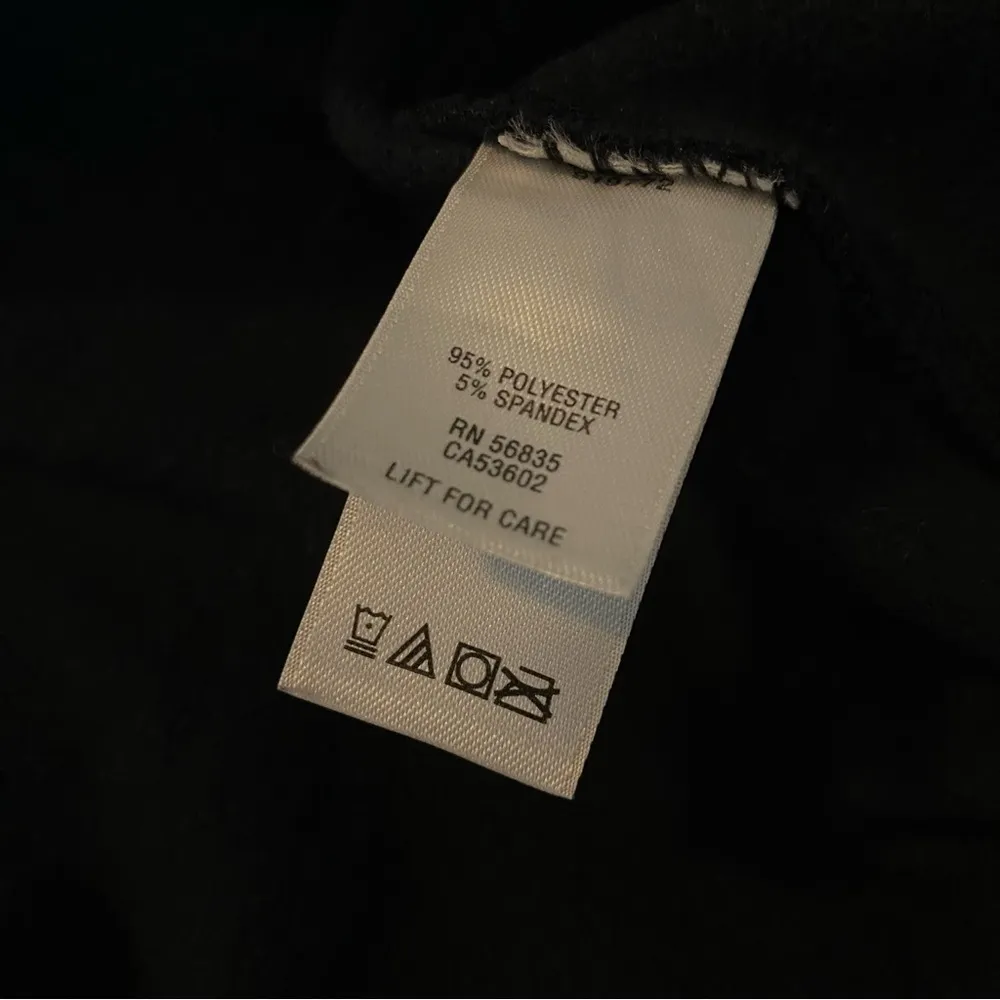 95% POLYESTER
5% SPANDEX
RN 56835
CA53602
LIFT FOR CARE